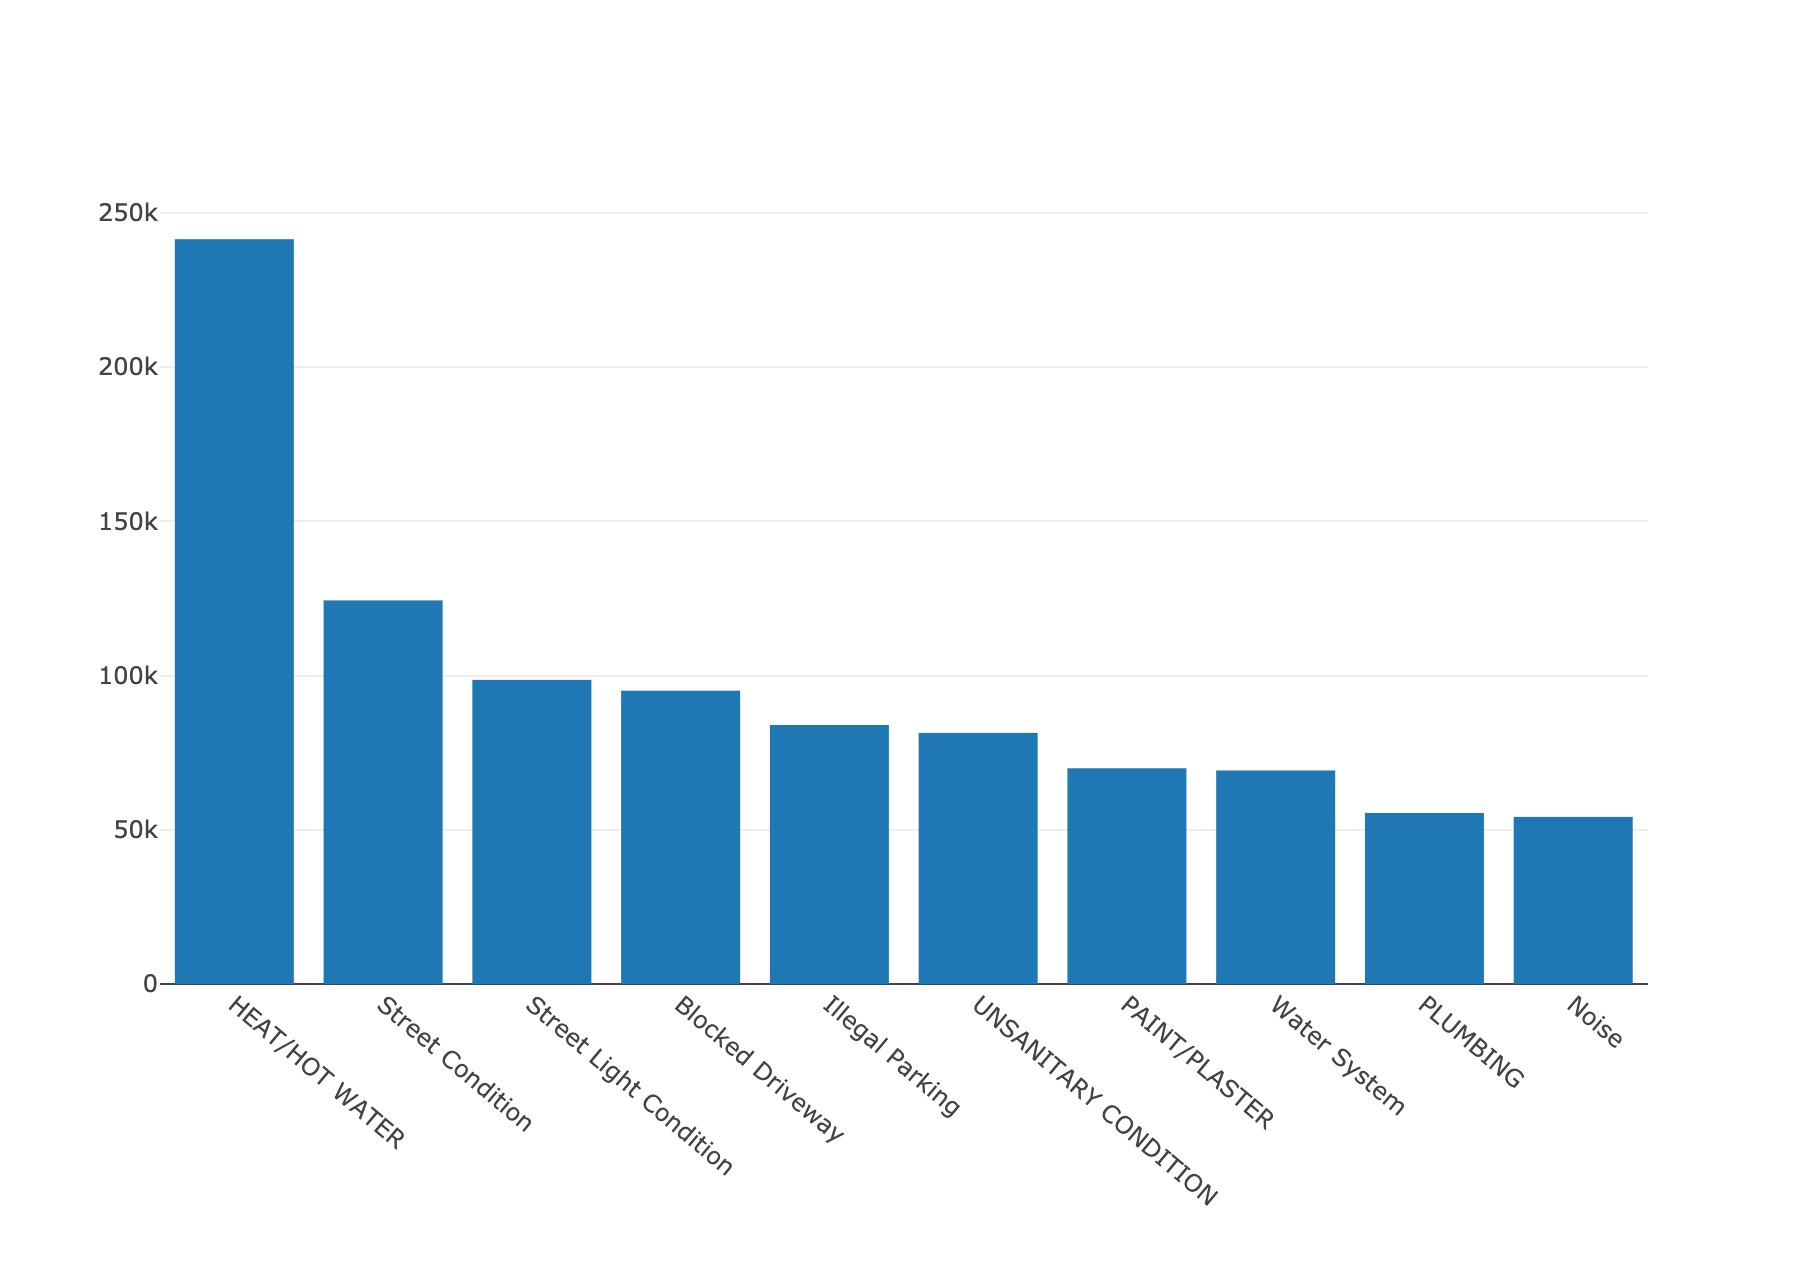 250k
200k
150k
100k
50k
0
HEAT/HOT WATER
Street Condition
Street Light Condition
Blocked Driveway
Illegal Parking
UNSANITARY CONDITION
PAINT/PLASTER
Water System
PLUMBING
Noise